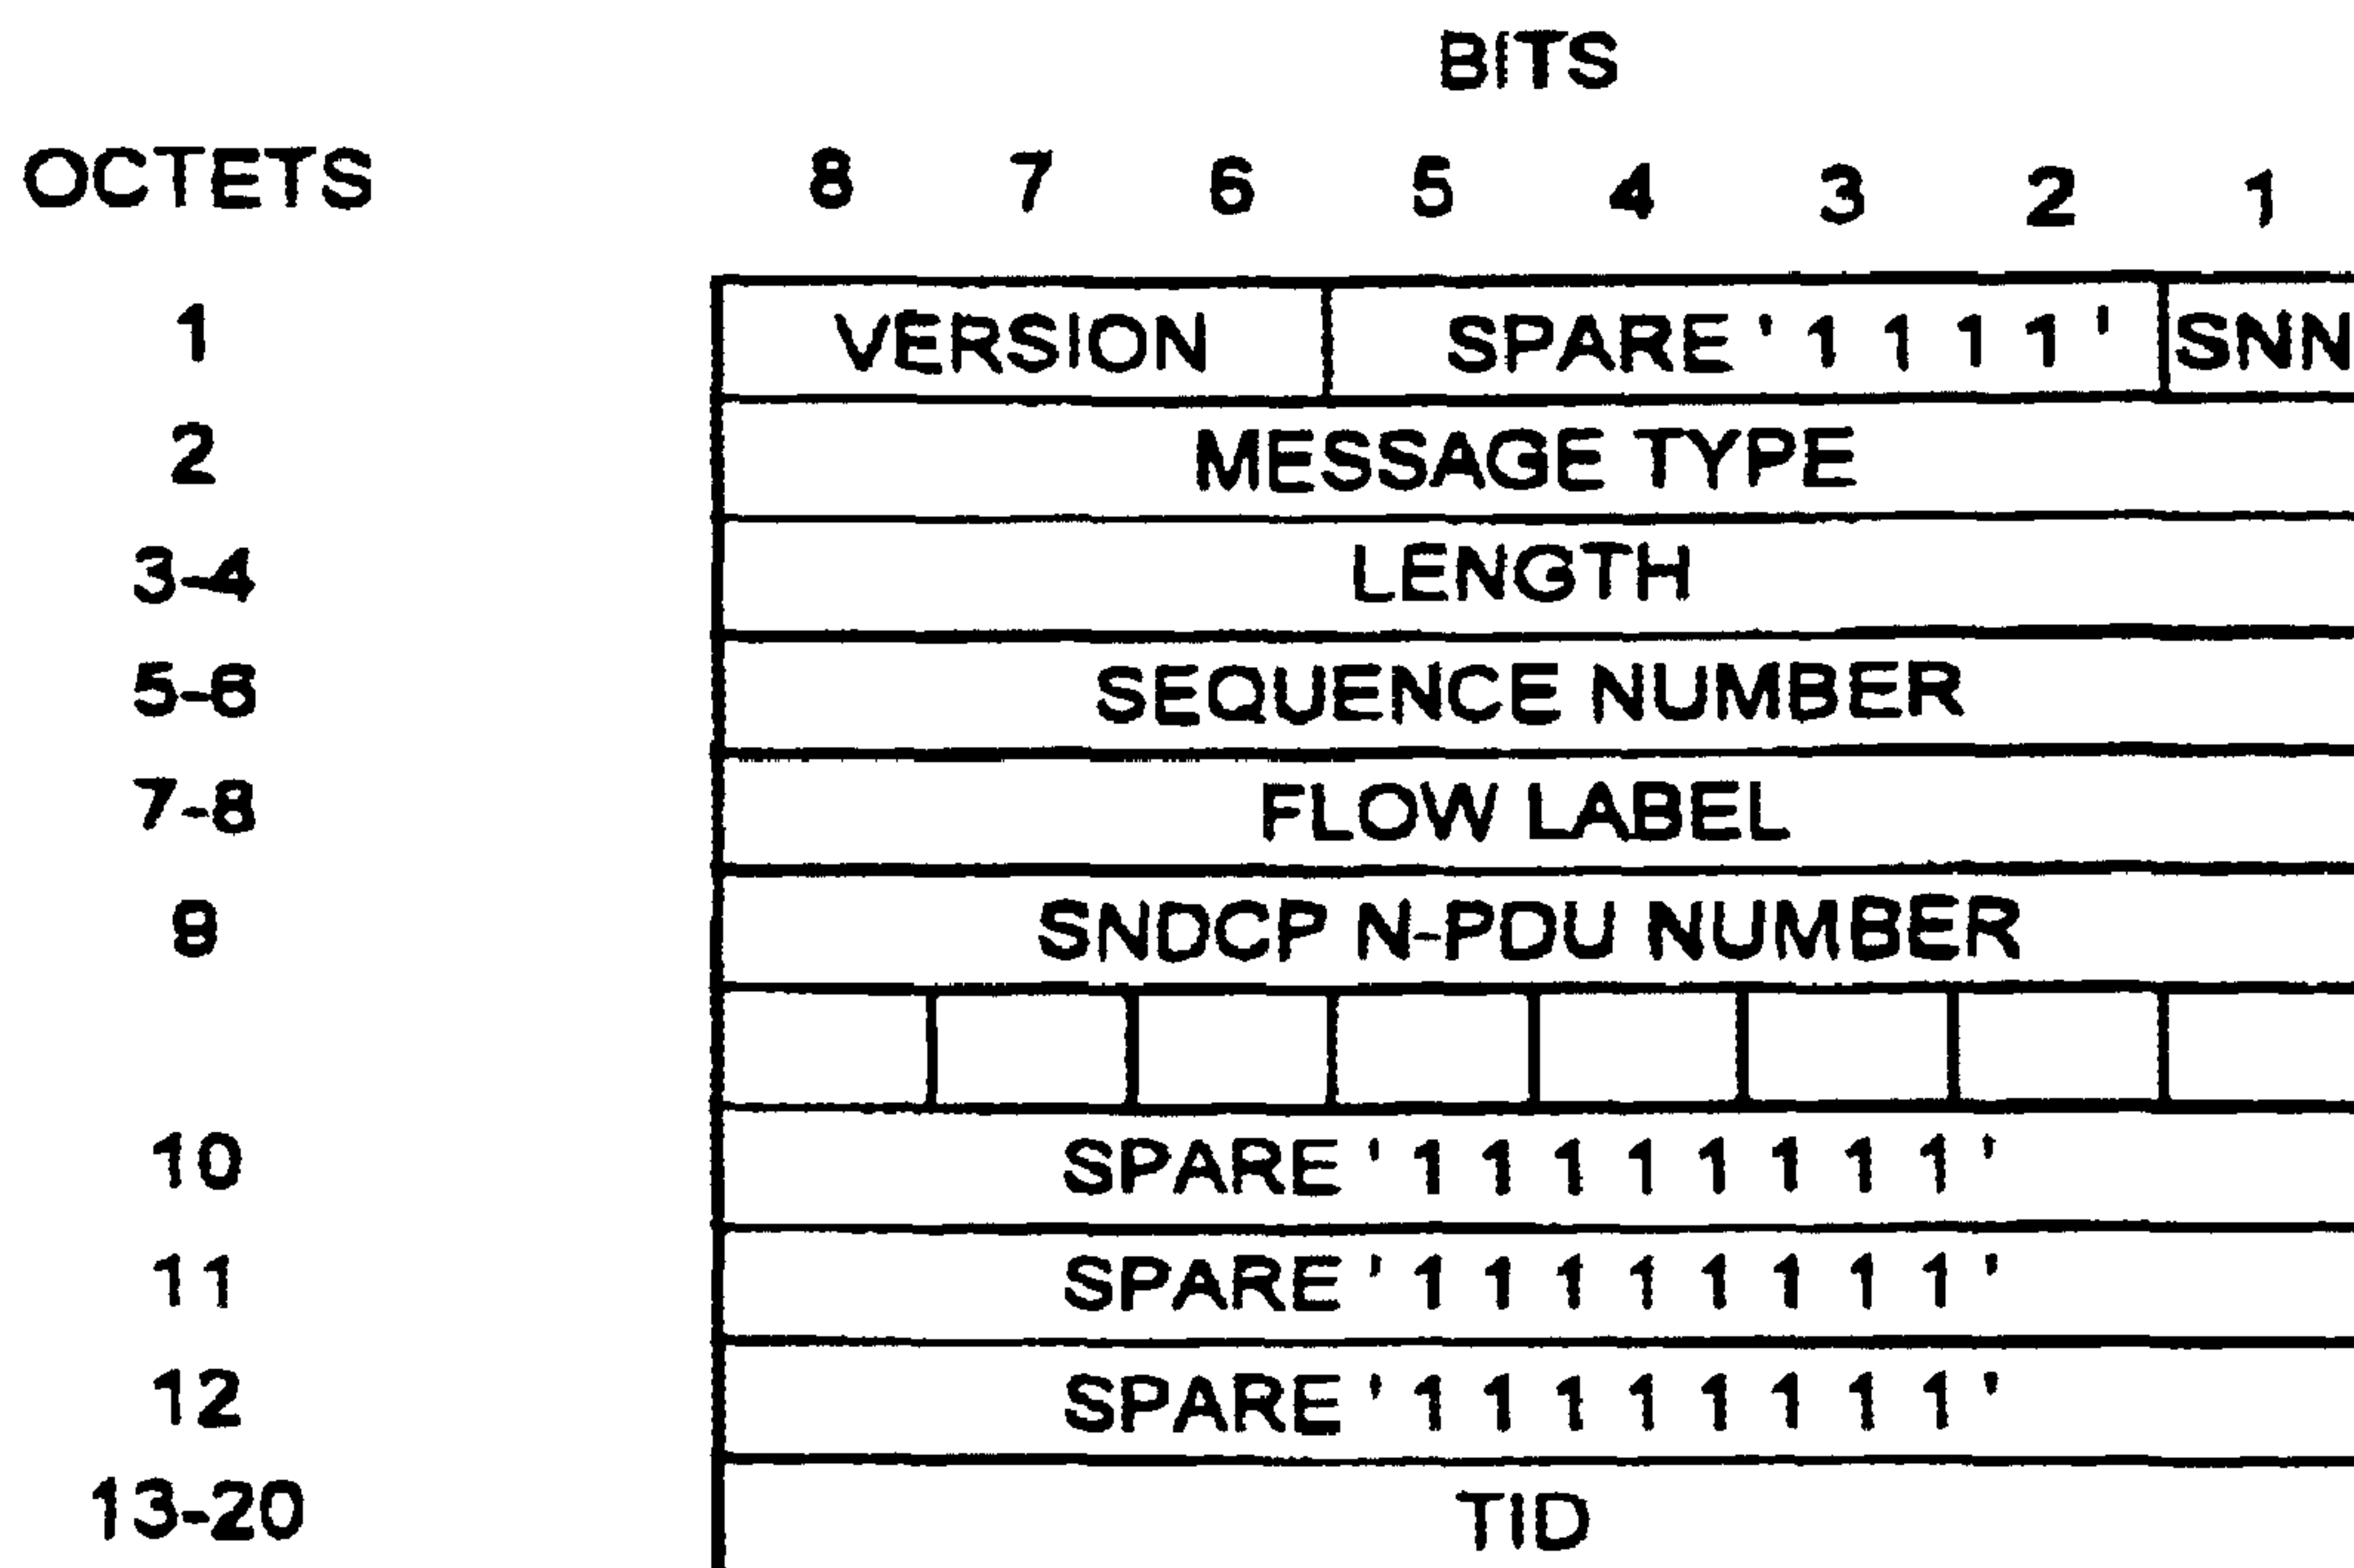 BITS
OCTETS 8 7 6 5 4 3 2 1
1 VERSION SPARE ' 1 1 1 1 ' SNN
2 MESSAGE TYPE
3-4 LENGTH
5-6 SEQUENCE NUMBER
7-8 FLOW LABEL
9 SNDCP N-PDU NUMBER
10 SPARE ' 1 1 1 1 1 1 1 1 '
11 SPARE ' 1 1 1 1 1 1 1 1 '
12 SPARE ' 1 1 1 1 1 1 1 1 '
13-20 TID